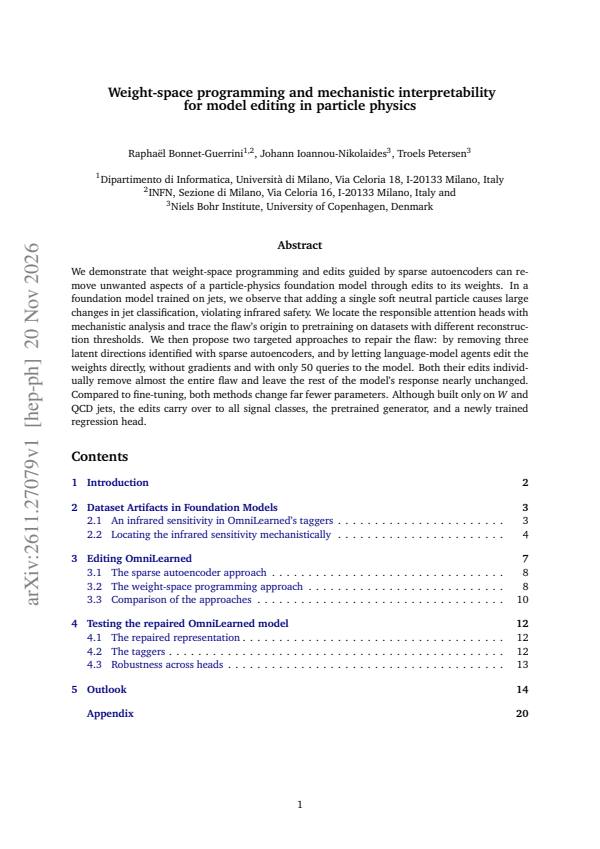 Weight-space programming and mechanistic interpretability
for model editing in particle physics
Raphaël Bonnet-Guerrini1,2, Johann Ioannou-Nikolaides3, Troels Petersen3
1Dipartimento di Informatica, Università di Milano, Via Celoria 18, I-20133 Milano, Italy
2INFN, Sezione di Milano, Via Celoria 16, I-20133 Milano, Italy and
3Niels Bohr Institute, University of Copenhagen, Denmark
Abstract
We demonstrate that weight-space programming and edits guided by sparse autoencoders can re-
move unwanted aspects of a particle-physics foundation model through edits to its weights. In a
foundation model trained on jets, we observe that adding a single soft neutral particle causes large
changes in jet classification, violating infrared safety. We locate the responsible attention heads with
mechanistic analysis and trace the flaw's origin to pretraining on datasets with different reconstruc-
tion thresholds. We then propose two targeted approaches to repair the flaw: by removing three
latent directions identified with sparse autoencoders, and by letting language-model agents edit the
weights directly, without gradients and with only 50 queries to the model. Both their edits individ-
ually remove almost the entire flaw and leave the rest of the model's response nearly unchanged.
Compared to fine-tuning, both methods change far fewer parameters. Although built only on W and
QCD jets, the edits carry over to all signal classes, the pretrained generator, and a newly trained
regression head.
Contents
1 Introduction 2
2 Dataset Artifacts in Foundation Models 3
2.1 An infrared sensitivity in OmniLearned's taggers . . . . . . . . . . . . . . . . . . . . . . . 3
2.2 Locating the infrared sensitivity mechanistically . . . . . . . . . . . . . . . . . . . . . . . 4
3 Editing OmniLearned 7
3.1 The sparse autoencoder approach . . . . . . . . . . . . . . . . . . . . . . . . . . . . . . . . 8
3.2 The weight-space programming approach . . . . . . . . . . . . . . . . . . . . . . . . . . . 8
3.3 Comparison of the approaches . . . . . . . . . . . . . . . . . . . . . . . . . . . . . . . . . . 10
4 Testing the repaired OmniLearned model 12
4.1 The repaired representation . . . . . . . . . . . . . . . . . . . . . . . . . . . . . . . . . . . . 12
4.2 The taggers . . . . . . . . . . . . . . . . . . . . . . . . . . . . . . . . . . . . . . . . . . . . . . 12
4.3 Robustness across heads . . . . . . . . . . . . . . . . . . . . . . . . . . . . . . . . . . . . . . 13
5 Outlook 14
Appendix 20
1
arXiv:2611.27079v1 [hep-ph] 20 Nov 2026